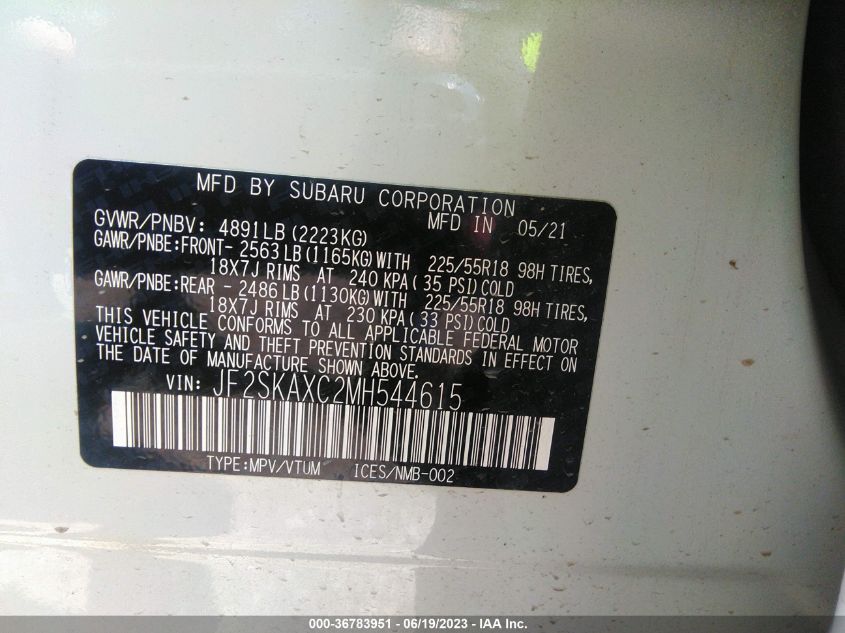 MFD BY SUBARU CORPORATION
GVWR/PNBV: 4891LB(2223KG) MFD IN 05/21
GAWR/PNBE:FRONT- 2563LB(1165KG)WITH 225/55R18 98H TIRES,
18X7J RIMS AT 240 KPA(35 PSI)COLD
GAWR/PNBE:REAR - 2486LB(1130KG)WITH 225/55R18 98H TIRES,
18X7J RIMS AT 230 KPA(33 PSI)COLD
THIS VEHICLE CONFORMS TO ALL APPLICABLE FEDERAL MOTOR
VEHICLE SAFETY AND THEFT PREVENTION STANDARDS IN EFFECT ON
THE DATE OF MANUFACTURE SHOWN ABOVE.
VIN: JF2SKAXC2MH544615
TYPE:MPV/VTUM ICES/NMB-002
000-36783951 - 06/19/2023 - IAA Inc.